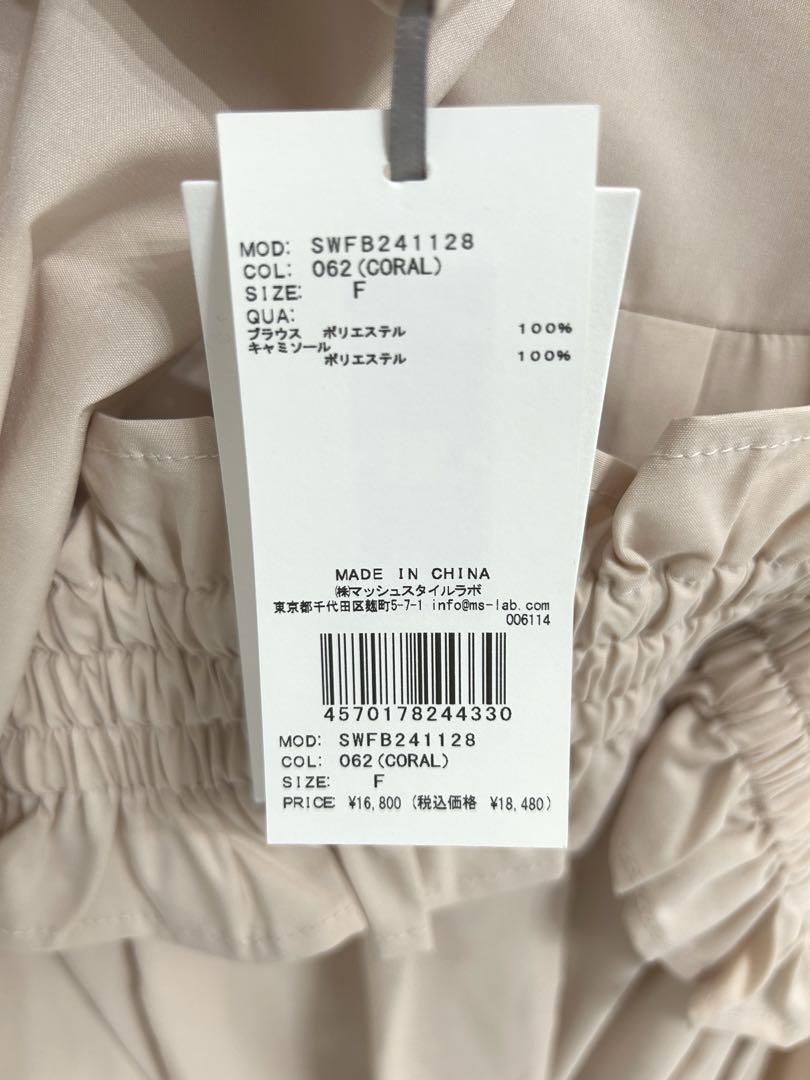 MOD: SWFB241128
COL: 062(CORAL)
SIZE: F
QUA:
ブラウス ポリエステル 100%
キャミソール
ポリエステル 100%
MADE IN CHINA
㈱マッシュスタイルラボ
東京都千代田区麹町5-7-1 info@ms-lab.com
006114
4570178244330
MOD: SWFB241128
COL: 062(CORAL)
SIZE: F
PRICE: ¥16,800 (税込価格 ¥18,480)